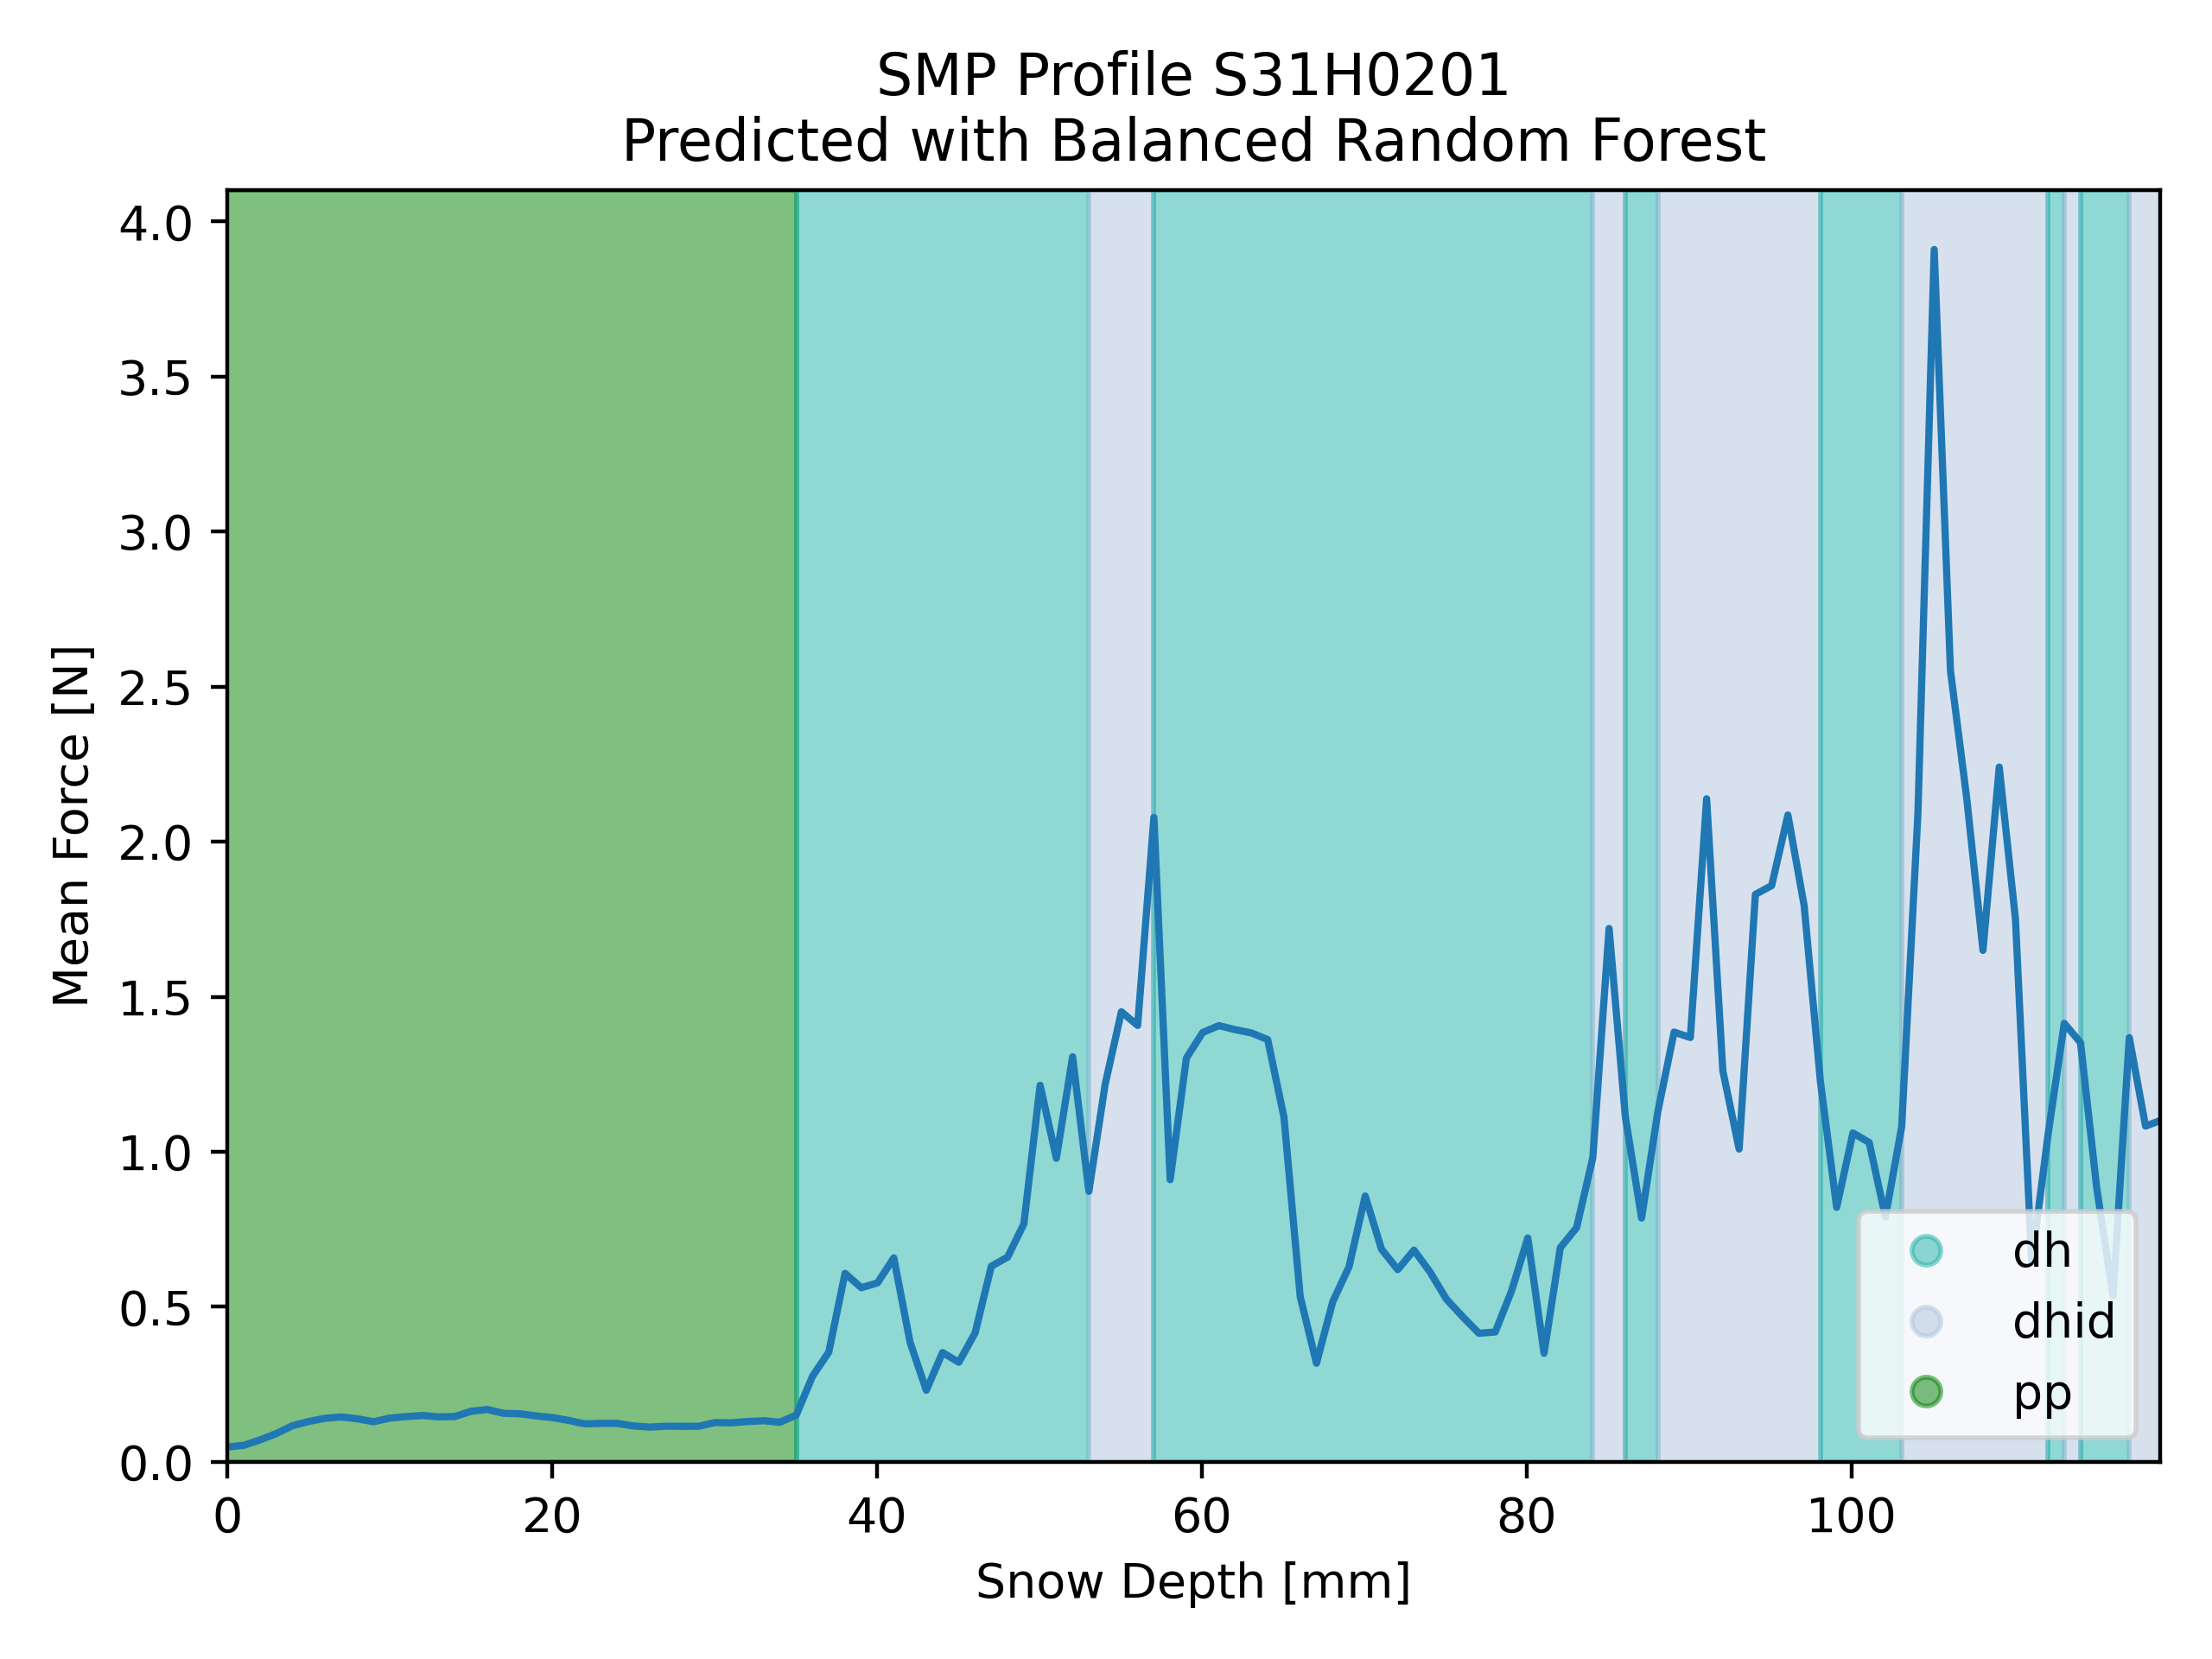 SMP Profile S31H0201
Predicted with Balanced Random Forest
4.0
3.5
3.0
2.5
2.0
1.5
1.0
0.5
0.0
Mean Force [N]
dh
dhid
pp
0 20 40 60 80 100
Snow Depth [mm]